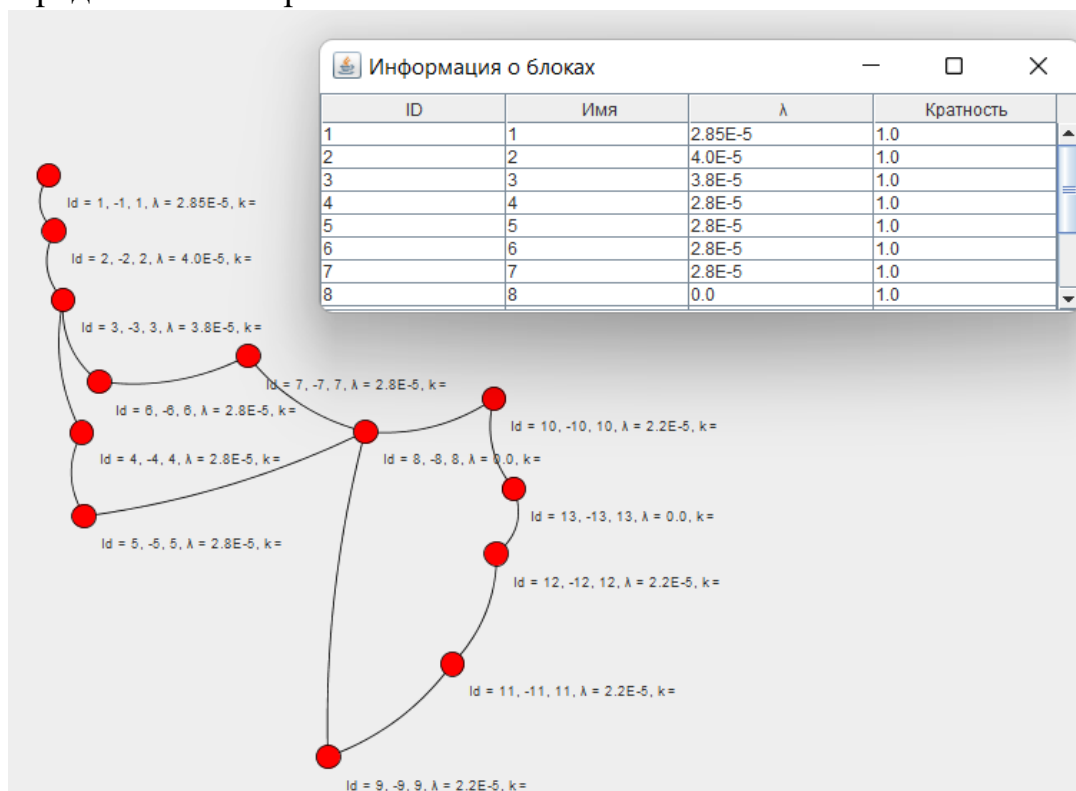 Информация о блоках
ID Имя λ Кратность
1 1 2.85E-5 1.0
2 2 4.0E-5 1.0
3 3 3.8E-5 1.0
4 4 2.8E-5 1.0
5 5 2.8E-5 1.0
6 6 2.8E-5 1.0
7 7 2.8E-5 1.0
8 8 0.0 1.0
Id = 1, -1, 1, λ = 2.85E-5, k=
Id = 2, -2, 2, λ = 4.0E-5, k=
Id = 3, -3, 3, λ = 3.8E-5, k=
Id = 7, -7, 7, λ = 2.8E-5, k=
Id = 6, -6, 6, λ = 2.8E-5, k=
Id = 10, -10, 10, λ = 2.2E-5, k=
Id = 4, -4, 4, λ = 2.8E-5, k=
Id = 8, -8, 8, λ = 0.0, k=
Id = 13, -13, 13, λ = 0.0, k=
Id = 5, -5, 5, λ = 2.8E-5, k=
Id = 12, -12, 12, λ = 2.2E-5, k=
Id = 11, -11, 11, λ = 2.2E-5, k=
Id = 9, -9, 9, λ = 2.2E-5, k=